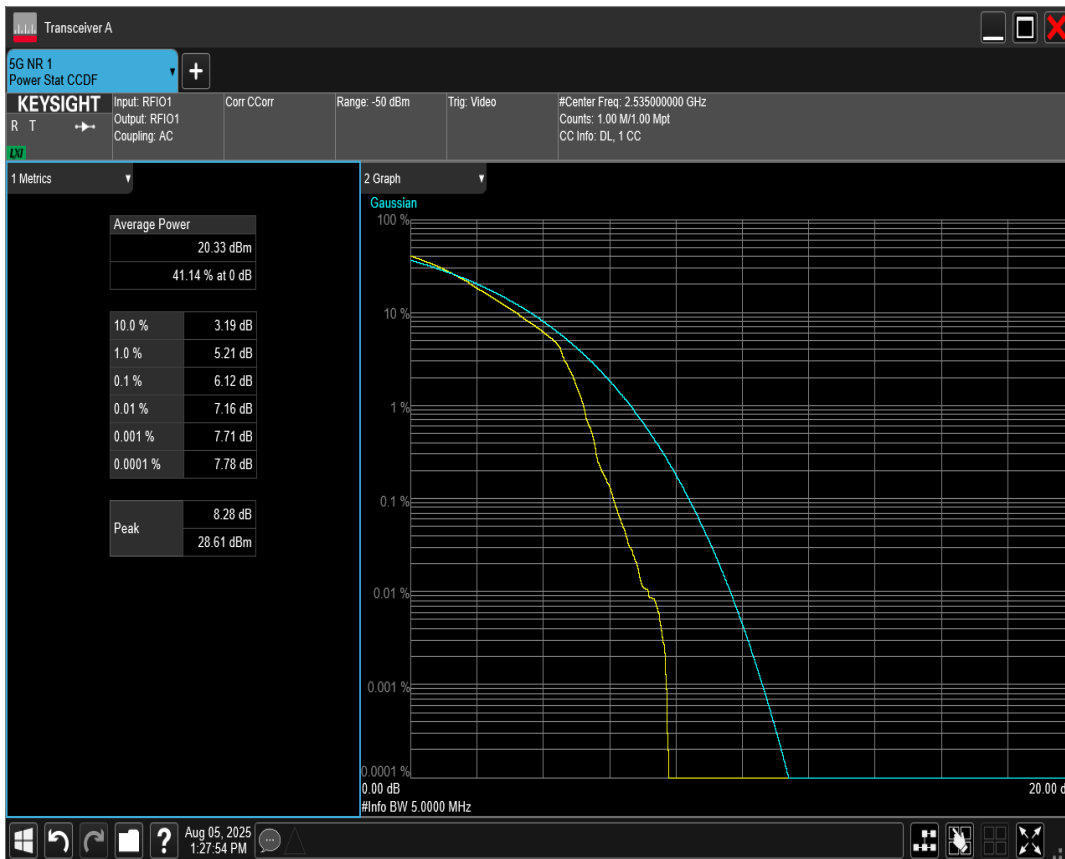 Transceiver A
5G NR 1
Power Stat CCDF
+
KEYSIGHT
R T
LXI
Input: RFIO1
Output: RFIO1
Coupling: AC
Corr CCorr
Range: -50 dBm
Trig: Video
#Center Freq: 2.535000000 GHz
Counts: 1.00 M/1.00 Mpt
CC Info: DL, 1 CC
1 Metrics
Average Power
20.33 dBm
41.14 % at 0 dB
10.0 % 3.19 dB
1.0 % 5.21 dB
0.1 % 6.12 dB
0.01 % 7.16 dB
0.001 % 7.71 dB
0.0001 % 7.78 dB
Peak
8.28 dB
28.61 dBm
2 Graph
Gaussian
100 %
10 %
1 %
0.1 %
0.01 %
0.001 %
0.0001 %
0.00 dB
20.00 d
#Info BW 5.0000 MHz
?
Aug 05, 2025
1:27:54 PM